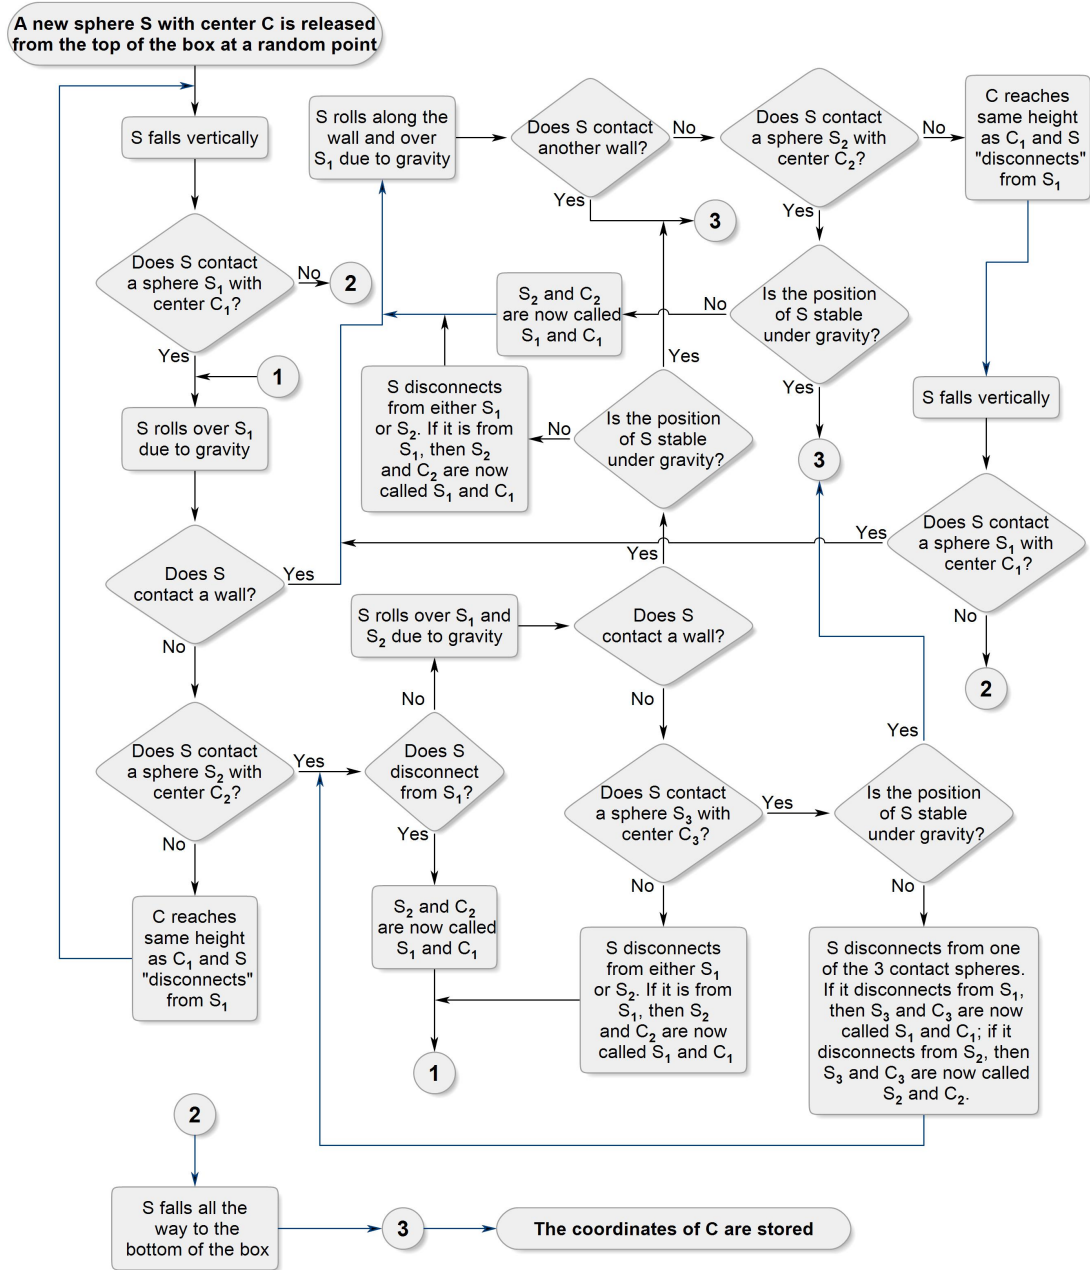 A new sphere S with center C is released
from the top of the box at a random point
S falls vertically
Does S contact
a sphere S₁ with
center C₁?
No
2
Yes
1
S rolls over S₁
due to gravity
Does S
contact a wall?
Yes
No
Does S contact
a sphere S₂ with
center C₂?
Yes
No
C reaches
same height
as C₁ and S
"disconnects"
from S₁
S rolls along the
wall and over
S₁ due to gravity
Does S contact
another wall?
No
Yes
3
Does S contact
a sphere S₂ with
center C₂?
No
Yes
C reaches
same height
as C₁ and S
"disconnects"
from S₁
S₂ and C₂
are now called
S₁ and C₁
No
Is the position
of S stable
under gravity?
Yes
3
S disconnects
from either S₁
or S₂. If it is from
S₁, then S₂
and C₂ are now
called S₁ and C₁
No
Yes
Is the position
of S stable
under gravity?
Yes
S falls vertically
Does S contact
a sphere S₁ with
center C₁?
Yes
No
2
S rolls over S₁ and
S₂ due to gravity
Does S
contact a wall?
No
No
Does S
disconnect
from S₁?
Yes
S₂ and C₂
are now called
S₁ and C₁
1
Does S contact
a sphere S₃ with
center C₃?
Yes
No
S disconnects
from either S₁
or S₂. If it is from
S₁, then S₂
and C₂ are now
called S₁ and C₁
Yes
Is the position
of S stable
under gravity?
No
S disconnects from one
of the 3 contact spheres.
If it disconnects from S₁,
then S₃ and C₃ are now
called S₁ and C₁; if it
disconnects from S₂, then
S₃ and C₃ are now called
S₂ and C₂.
2
S falls all the
way to the
bottom of the box
3
The coordinates of C are stored